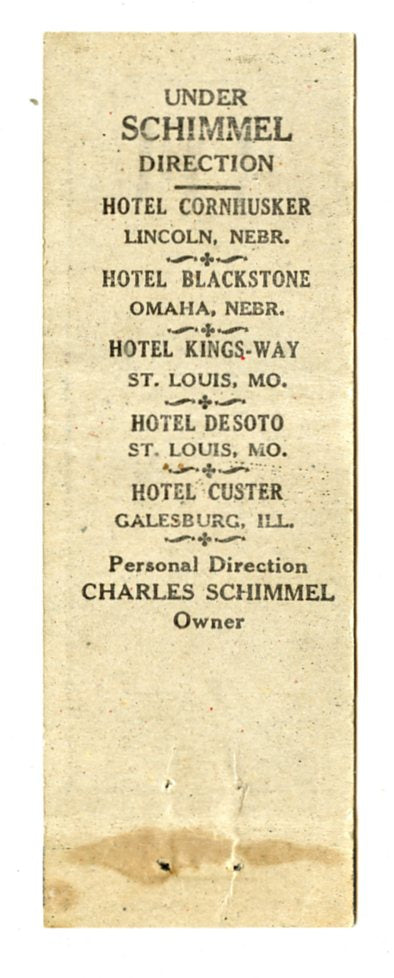 UNDER
SCHIMMEL
DIRECTION
HOTEL CORNHUSKER
LINCOLN, NEBR.
HOTEL BLACKSTONE
OMAHA, NEBR.
HOTEL KINGS-WAY
ST. LOUIS, MO.
HOTEL DESOTO
ST. LOUIS, MO.
HOTEL CUSTER
GALESBURG, ILL.
Personal Direction
CHARLES SCHIMMEL
Owner